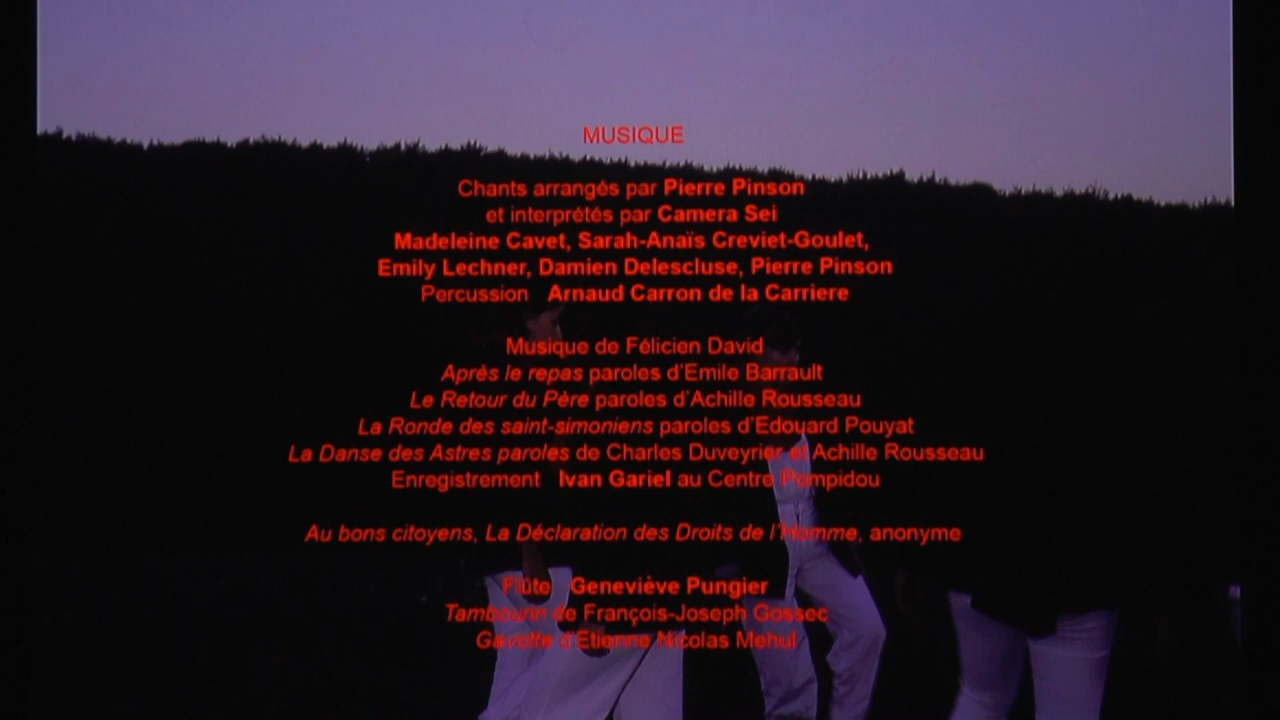 MUSIQUE
Chants arrangés par Pierre Pinson
et interprétés par Camera Sei
Madeleine Cavet, Sarah-Anaïs Creviet-Goulet,
Emily Lechner, Damien Delescluse, Pierre Pinson
Percussion Arnaud Carron de la Carriere
Musique de Félicien David
Après le repas paroles d'Emile Barrault
Le Retour du Père paroles d'Achille Rousseau
La Ronde des saint-simoniens paroles d'Edouard Pouyat
La Danse des Astres paroles de Charles Duveyrier et Achille Rousseau
Enregistrement Ivan Gariel au Centre Pompidou
Au bons citoyens, La Déclaration des Droits de l'Homme, anonyme
Flûte Geneviève Pungier
Tambourin de François-Joseph Gossec
Gavotte d'Etienne Nicolas Mehul